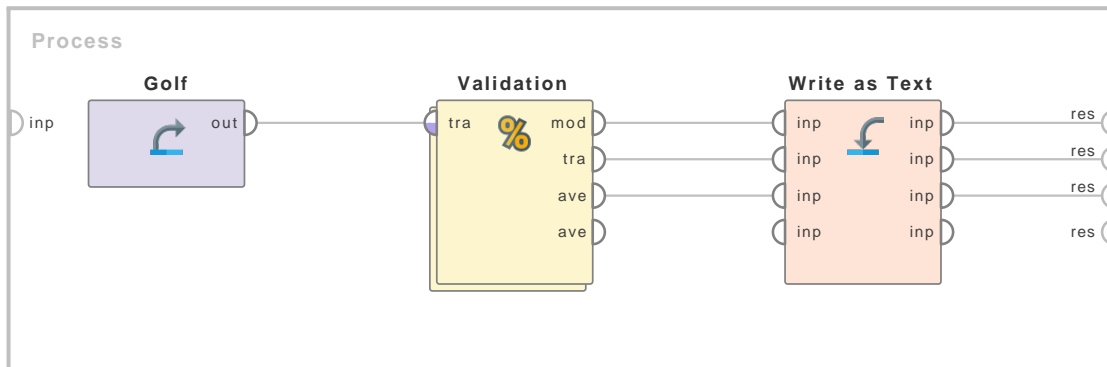 Process
Golf Validation Write as Text
inp out tra % mod inp inp res
tra inp inp res
ave inp inp res
ave inp inp res